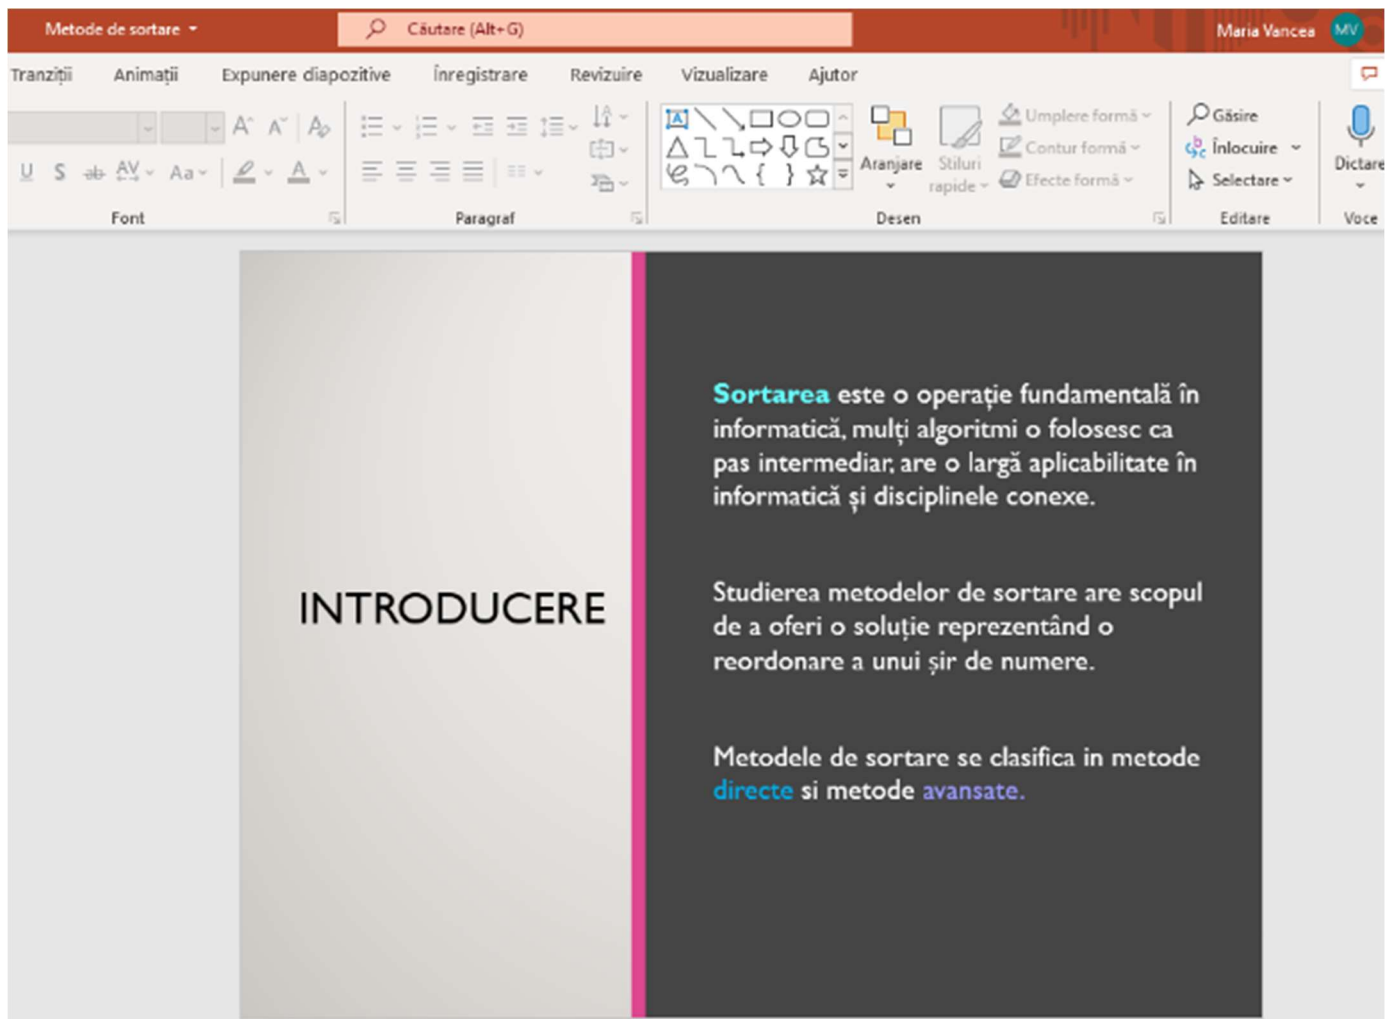 Metode de sortare
Căutare (Alt+G)
Maria Vancea MV
Tranziții Animații Expunere diapozitive Înregistrare Revizuire Vizualizare Ajutor
A A A
Umplere formă
Găsire
A
Contur formă
Înlocuire
U S ab AV Aa A
Aranjare Stiluri rapide
Efecte formă
Selectare
Dictare
Font Paragraf Desen Editare Voce
INTRODUCERE
Sortarea este o operație fundamentală în
informatică, mulți algoritmi o folosesc ca
pas intermediar, are o largă aplicabilitate în
informatică și disciplinele conexe.
Studierea metodelor de sortare are scopul
de a oferi o soluție reprezentând o
reordonare a unui șir de numere.
Metodele de sortare se clasifica in metode
directe si metode avansate.